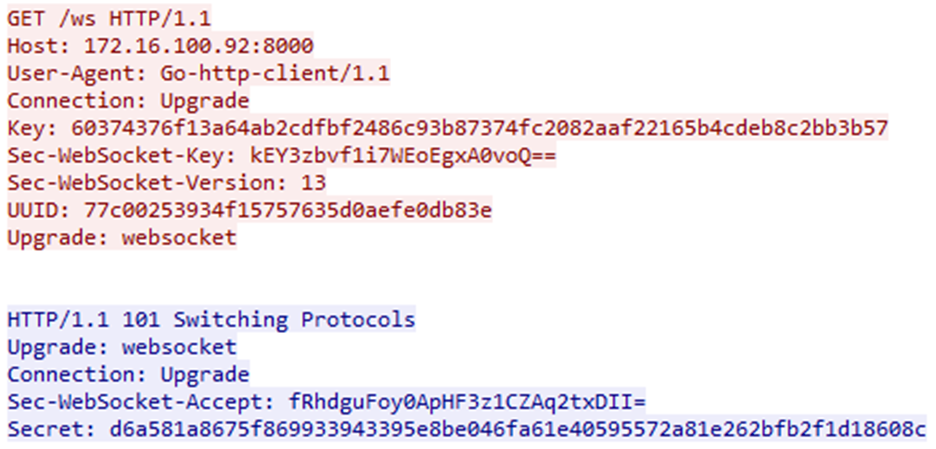 GET /ws HTTP/1.1
Host: 172.16.100.92:8000
User-Agent: Go-http-client/1.1
Connection: Upgrade
Key: 60374376f13a64ab2cdfbf2486c93b87374fc2082aaf22165b4cdeb8c2bb3b57
Sec-WebSocket-Key: kEY3zbvf1i7WEoEgxA0voQ==
Sec-WebSocket-Version: 13
UUID: 77c00253934f15757635d0aefe0db83e
Upgrade: websocket
HTTP/1.1 101 Switching Protocols
Upgrade: websocket
Connection: Upgrade
Sec-WebSocket-Accept: fRhdguFoy0ApHF3z1CZAq2txDII=
Secret: d6a581a8675f869933943395e8be046fa61e40595572a81e262bfb2f1d18608c